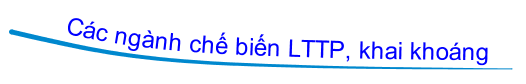 Các ngành chế biến LTTP, khai khoáng